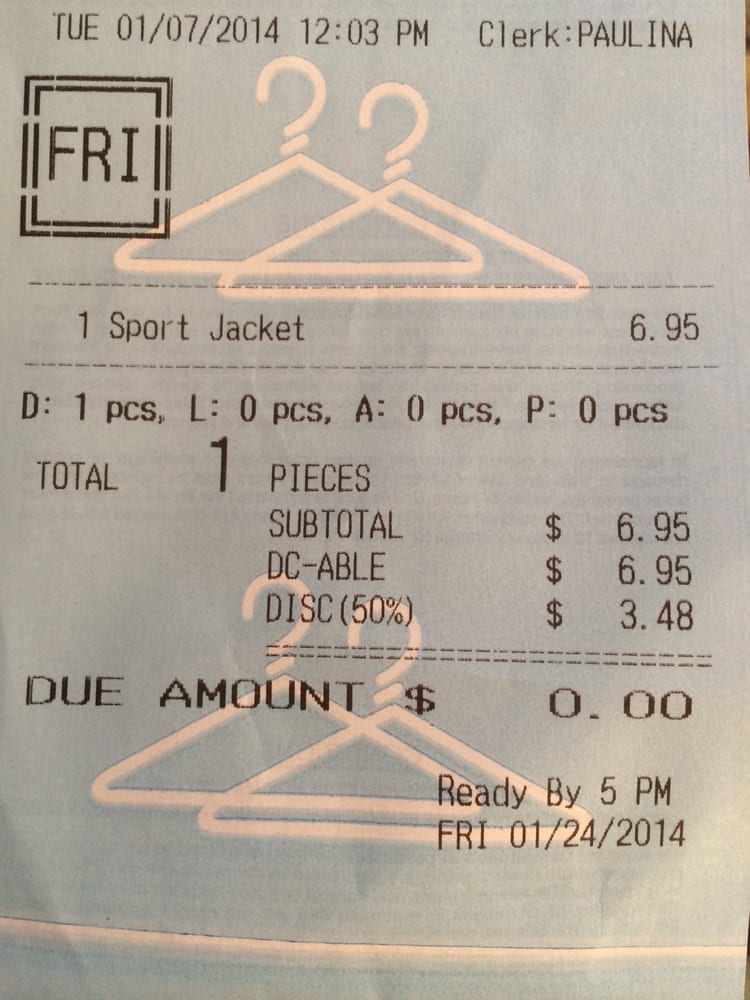 TUE 01/07/2014 12:03 PM Clerk:PAULINA
FRI
1 Sport Jacket 6.95
D: 1 pcs, L: 0 pcs, A: 0 pcs, P: 0 pcs
TOTAL 1 PIECES
SUBTOTAL $ 6.95
DC-ABLE $ 6.95
DISC(50%) $ 3.48
DUE AMOUNT $ 0.00
Ready By 5 PM
FRI 01/24/2014